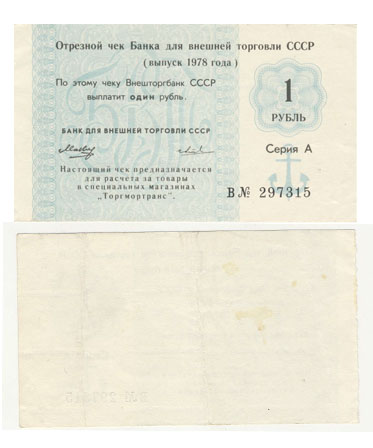 Отрезной чек Банка для внешней торговли СССР
( выпуск 1978 года )
По этому чеку Внешторгбанк СССР
выплатит один рубль.
1
РУБЛЬ
БАНК ДЛЯ ВНЕШНЕЙ ТОРГОВЛИ СССР
Серия А
Настоящий чек предназначается
для расчета за товары
в специальных магазинах
„Торгмортранс".
В № 297315